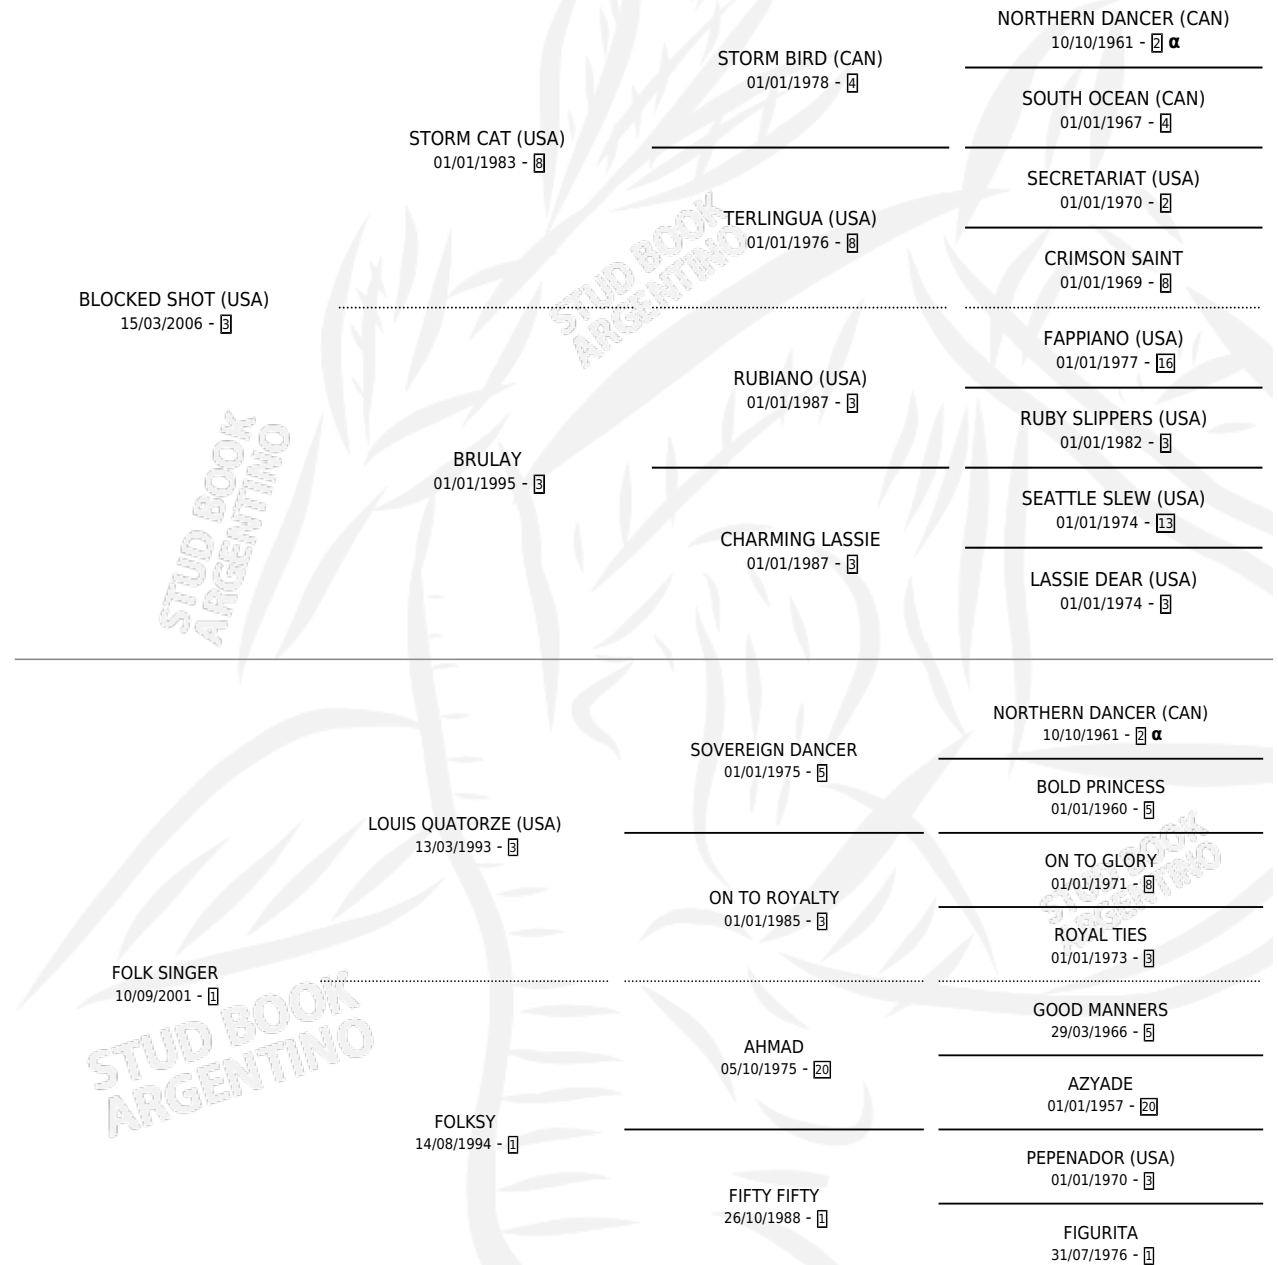 NORTHERN DANCER (CAN)
10/10/1961 - 2 α
STORM BIRD (CAN)
01/01/1978 - 4
SOUTH OCEAN (CAN)
01/01/1967 - 4
STORM CAT (USA)
01/01/1983 - 8
SECRETARIAT (USA)
01/01/1970 - 2
TERLINGUA (USA)
01/01/1976 - 8
CRIMSON SAINT
01/01/1969 - 8
BLOCKED SHOT (USA)
15/03/2006 - 3
FAPPIANO (USA)
01/01/1977 - 16
RUBIANO (USA)
01/01/1987 - 3
RUBY SLIPPERS (USA)
01/01/1982 - 3
BRULAY
01/01/1995 - 3
SEATTLE SLEW (USA)
01/01/1974 - 13
CHARMING LASSIE
01/01/1987 - 3
LASSIE DEAR (USA)
01/01/1974 - 3
STUD BOOK
ARGENTINO
STUD BOOK
ARGENTINO
NORTHERN DANCER (CAN)
10/10/1961 - 2 α
SOVEREIGN DANCER
01/01/1975 - 5
BOLD PRINCESS
01/01/1960 - 5
LOUIS QUATORZE (USA)
13/03/1993 - 3
ON TO GLORY
01/01/1971 - 8
ON TO ROYALTY
01/01/1985 - 3
ROYAL TIES
01/01/1973 - 3
FOLK SINGER
10/09/2001 - 1
GOOD MANNERS
29/03/1966 - 5
AHMAD
05/10/1975 - 20
AZYADE
01/01/1957 - 20
FOLKSY
14/08/1994 - 1
PEPENADOR (USA)
01/01/1970 - 3
FIFTY FIFTY
26/10/1988 - 1
FIGURITA
31/07/1976 - 1
STUD BOOK
ARGENTINO
STUD BOOK
ARGENTINO